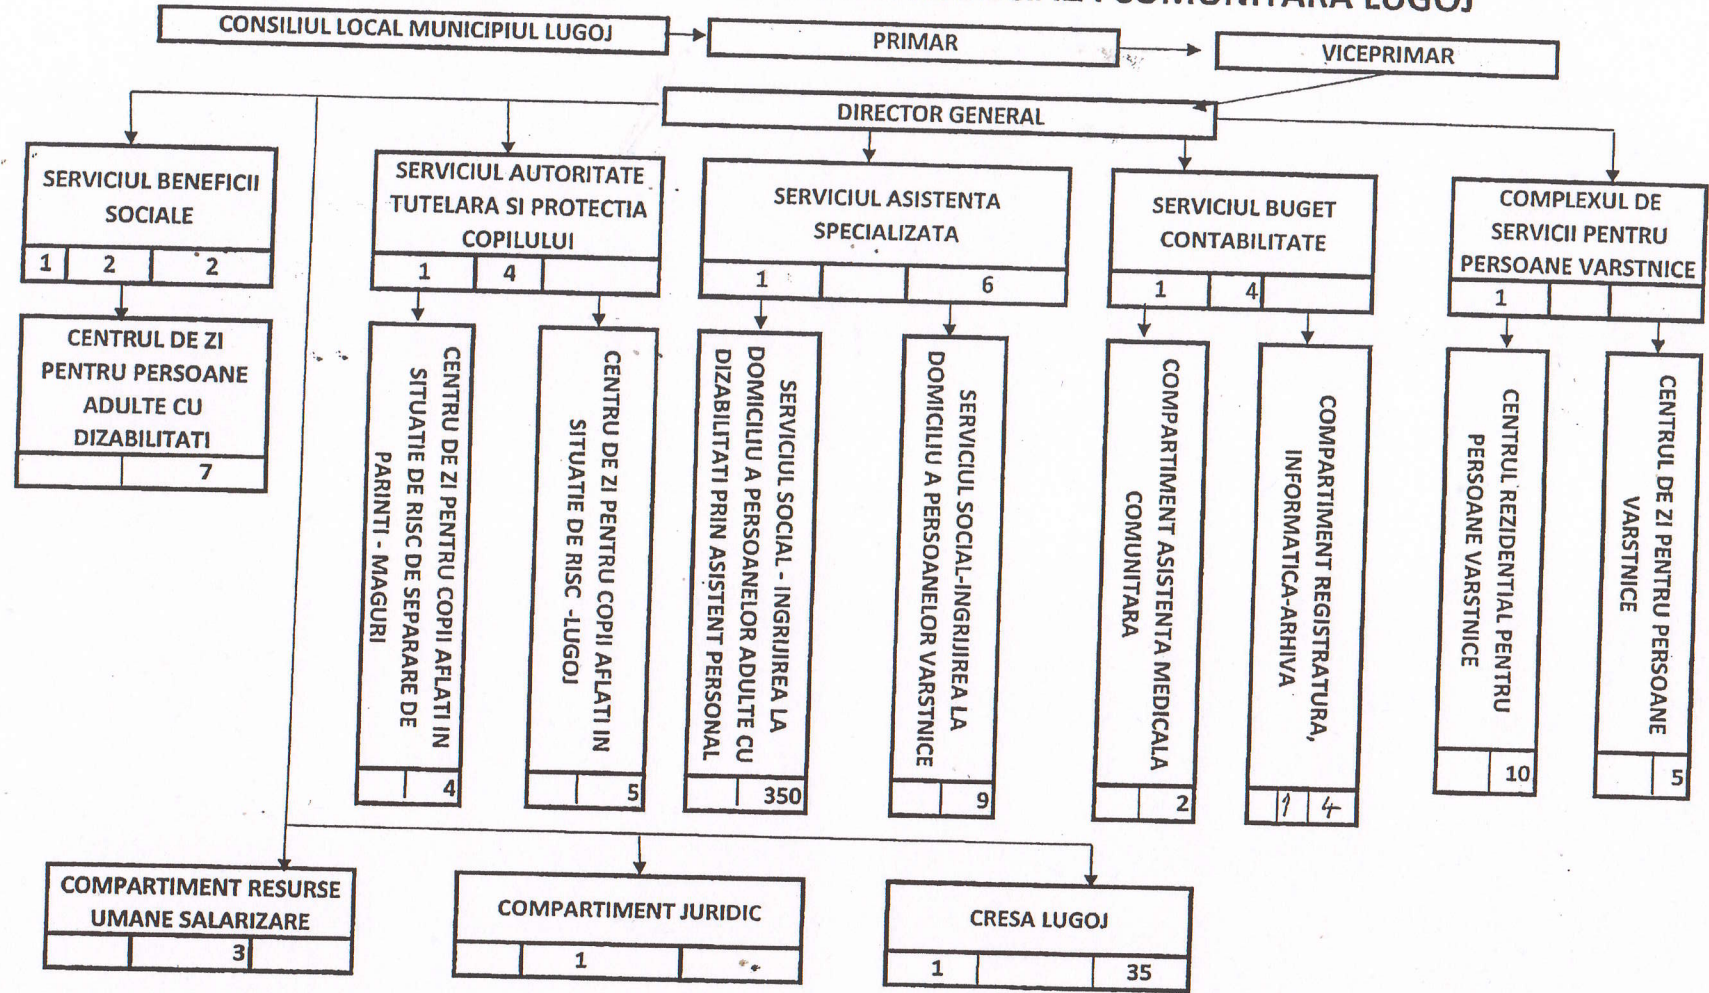 COMUNITARA LUGOJ
CONSILIUL LOCAL MUNICIPIUL LUGOJ
PRIMAR
VICEPRIMAR
DIRECTOR GENERAL
SERVICIUL BENEFICII
SOCIALE
1 2 2
SERVICIUL AUTORITATE
TUTELARA SI PROTECTIA
COPILULUI
1 4
SERVICIUL ASISTENTA
SPECIALIZATA
1 6
SERVICIUL BUGET
CONTABILITATE
1 4
COMPLEXUL DE
SERVICII PENTRU
PERSOANE VARSTNICE
1
CENTRUL DE ZI
PENTRU PERSOANE
ADULTE CU
DIZABILITATI
7
CENTRU DE ZI PENTRU COPII AFLATI IN
SITUATIE DE RISC DE SEPARARE DE
PARINTI - MAGURI
4
CENTRU DE ZI PENTRU COPII AFLATI IN
SITUATIE DE RISC -LUGOJ
5
SERVICIUL SOCIAL - INGRIJIREA LA
DOMICILIU A PERSOANELOR ADULTE CU
DIZABILITATI PRIN ASISTENT PERSONAL
350
SERVICIUL SOCIAL-INGRIJIREA LA
DOMICILIU A PERSOANELOR VARSTNICE
9
COMPARTIMENT ASISTENTA MEDICALA
COMUNITARA
2
COMPARTIMENT REGISTRATURA,
INFORMATICA-ARHIVA
1 4
CENTRUL REZIDENTIAL PENTRU
PERSOANE VARSTNICE
10
CENTRUL DE ZI PENTRU PERSOANE
VARSTNICE
5
COMPARTIMENT RESURSE
UMANE SALARIZARE
3
COMPARTIMENT JURIDIC
1
CRESA LUGOJ
1 35